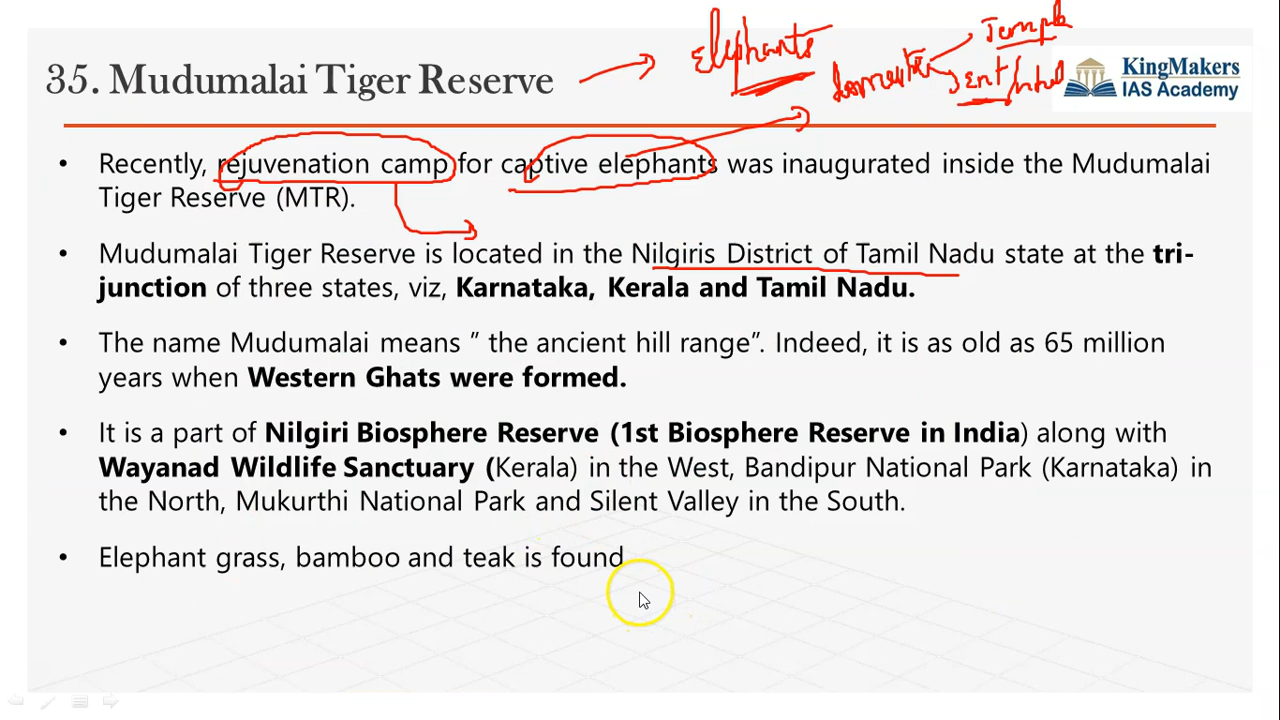 elephants
Temple
35. Mudumalai Tiger Reserve
KingMakers
IAS Academy
• Recently, rejuvenation camp for captive elephants was inaugurated inside the Mudumalai
Tiger Reserve (MTR).
• Mudumalai Tiger Reserve is located in the Nilgiris District of Tamil Nadu state at the tri-
junction of three states, viz, Karnataka, Kerala and Tamil Nadu.
• The name Mudumalai means ” the ancient hill range”. Indeed, it is as old as 65 million
years when Western Ghats were formed.
• It is a part of Nilgiri Biosphere Reserve (1st Biosphere Reserve in India) along with
Wayanad Wildlife Sanctuary (Kerala) in the West, Bandipur National Park (Karnataka) in
the North, Mukurthi National Park and Silent Valley in the South.
• Elephant grass, bamboo and teak is found